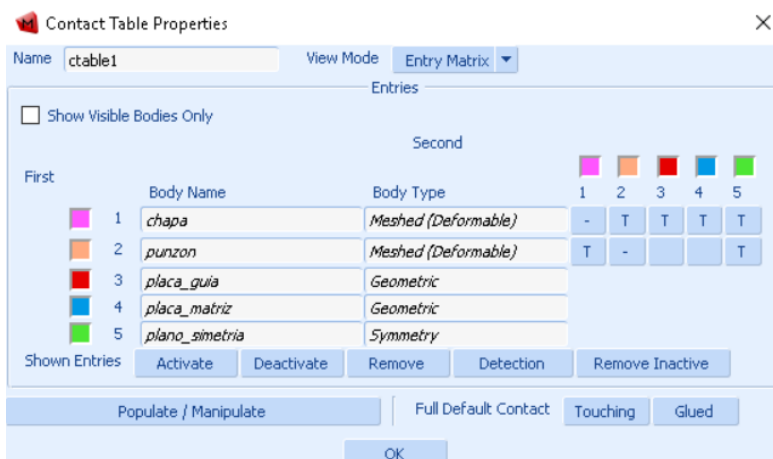 Contact Table Properties
Name ctable1 View Mode Entry Matrix
Entries
Show Visible Bodies Only
Second
First
Body Name Body Type 1 2 3 4 5
1 chapa Meshed (Deformable) - T T T T
2 punzon Meshed (Deformable) T - T
3 placa_guia Geometric
4 placa_matriz Geometric
5 plano_simetria Symmetry
Shown Entries Activate Deactivate Remove Detection Remove Inactive
Populate / Manipulate Full Default Contact Touching Glued
OK